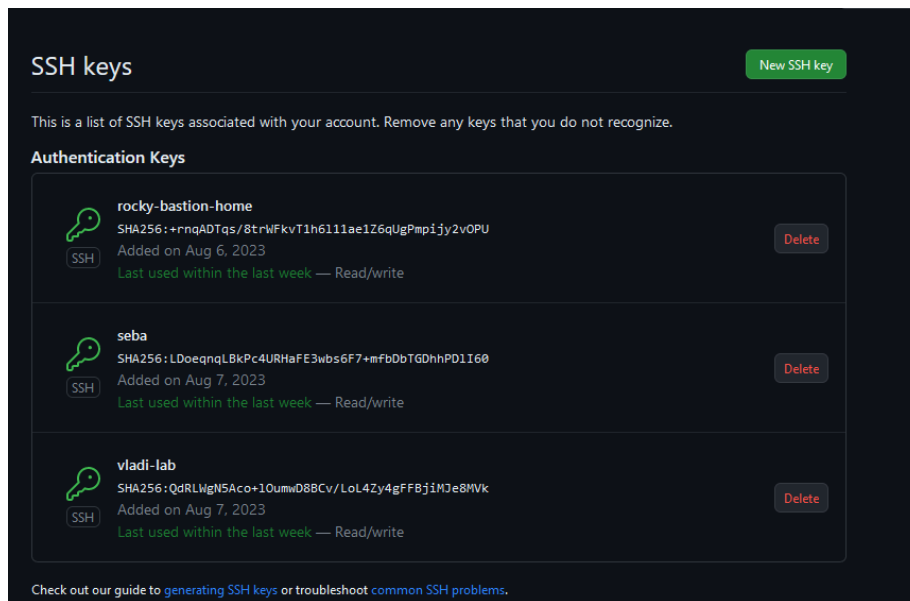 SSH keys
New SSH key
This is a list of SSH keys associated with your account. Remove any keys that you do not recognize.
Authentication Keys
rocky-bastion-home
SHA256:+rnqADTqs/8trWFkvT1h6l11ae1Z6qUgPmpijy2vOPU
SSH
Added on Aug 6, 2023
Last used within the last week — Read/write
Delete
seba
SHA256:LDoeqnqLBkPc4URHaFE3wbs6F7+mfbDbTGDhhPDlI60
SSH
Added on Aug 7, 2023
Last used within the last week — Read/write
Delete
vladi-lab
SHA256:QdRLWgN5Aco+lOumwD8BCv/LoL4Zy4gFFBjiMJe8MVk
SSH
Added on Aug 7, 2023
Last used within the last week — Read/write
Delete
Check out our guide to generating SSH keys or troubleshoot common SSH problems.